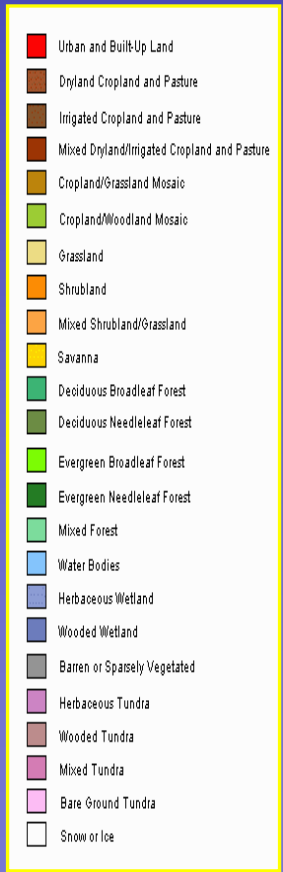 Urban and Built-Up Land
Dryland Cropland and Pasture
Irrigated Cropland and Pasture
Mixed Dryland/Irrigated Cropland and Pasture
Cropland/Grassland Mosaic
Cropland/Woodland Mosaic
Grassland
Shrubland
Mixed Shrubland/Grassland
Savanna
Deciduous Broadleaf Forest
Deciduous Needleleaf Forest
Evergreen Broadleaf Forest
Evergreen Needleleaf Forest
Mixed Forest
Water Bodies
Herbaceous Wetland
Wooded Wetland
Barren or Sparsely Vegetated
Herbaceous Tundra
Wooded Tundra
Mixed Tundra
Bare Ground Tundra
Snow or Ice